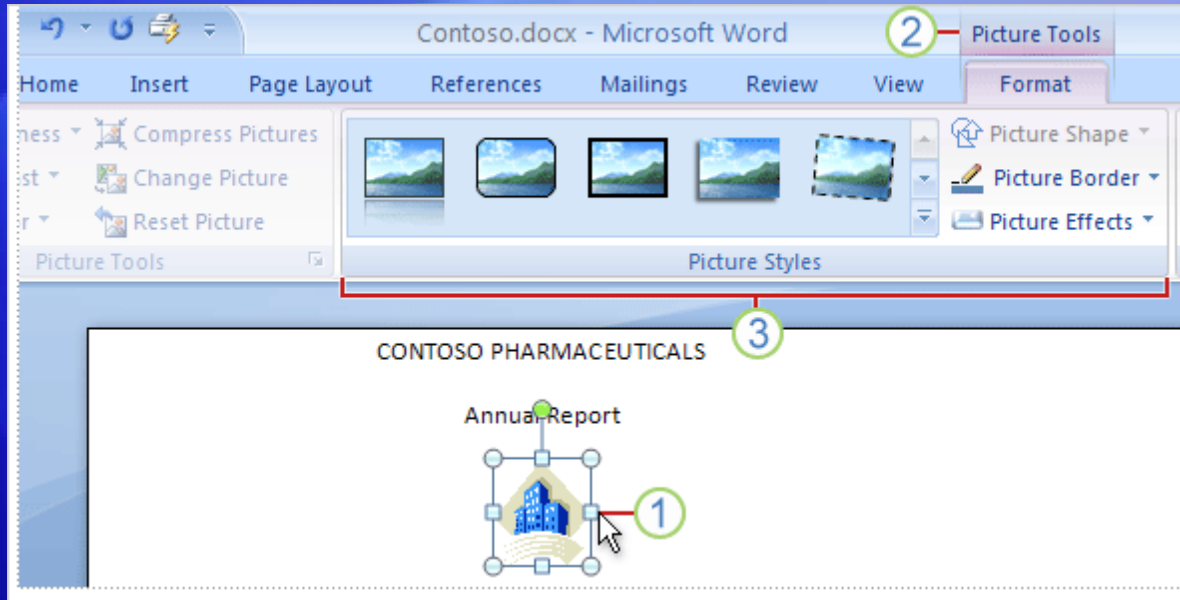 Contoso.docx - Microsoft Word 2 Picture Tools
Home Insert Page Layout References Mailings Review View Format
ness Compress Pictures Picture Shape
st Change Picture Picture Border
r Reset Picture Picture Effects
Picture Tools Picture Styles
3
CONTOSO PHARMACEUTICALS
Annual Report
1